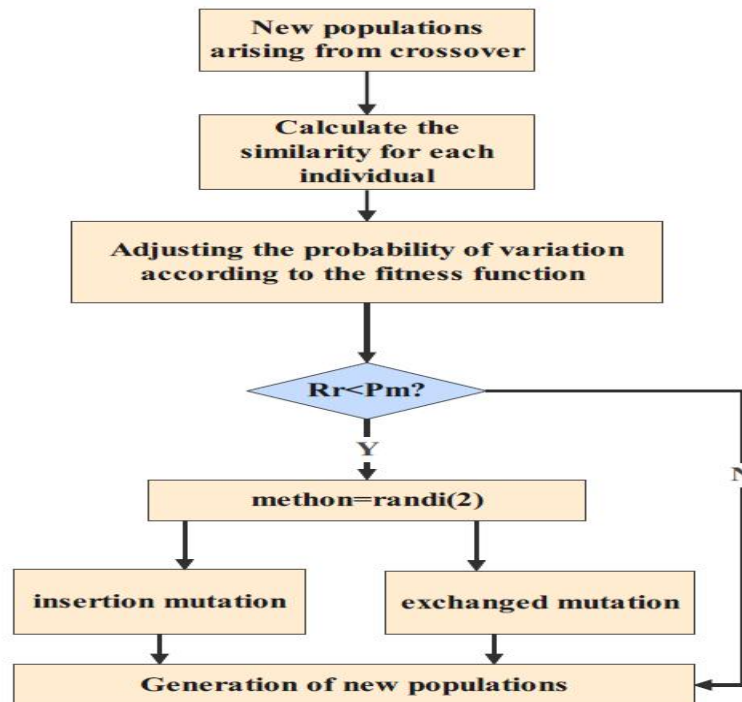 New populations
arising from crossover
Calculate the
similarity for each
individual
Adjusting the probability of variation
according to the fitness function
Rr<Pm?
Y
N
methon=randi(2)
insertion mutation
exchanged mutation
Generation of new populations